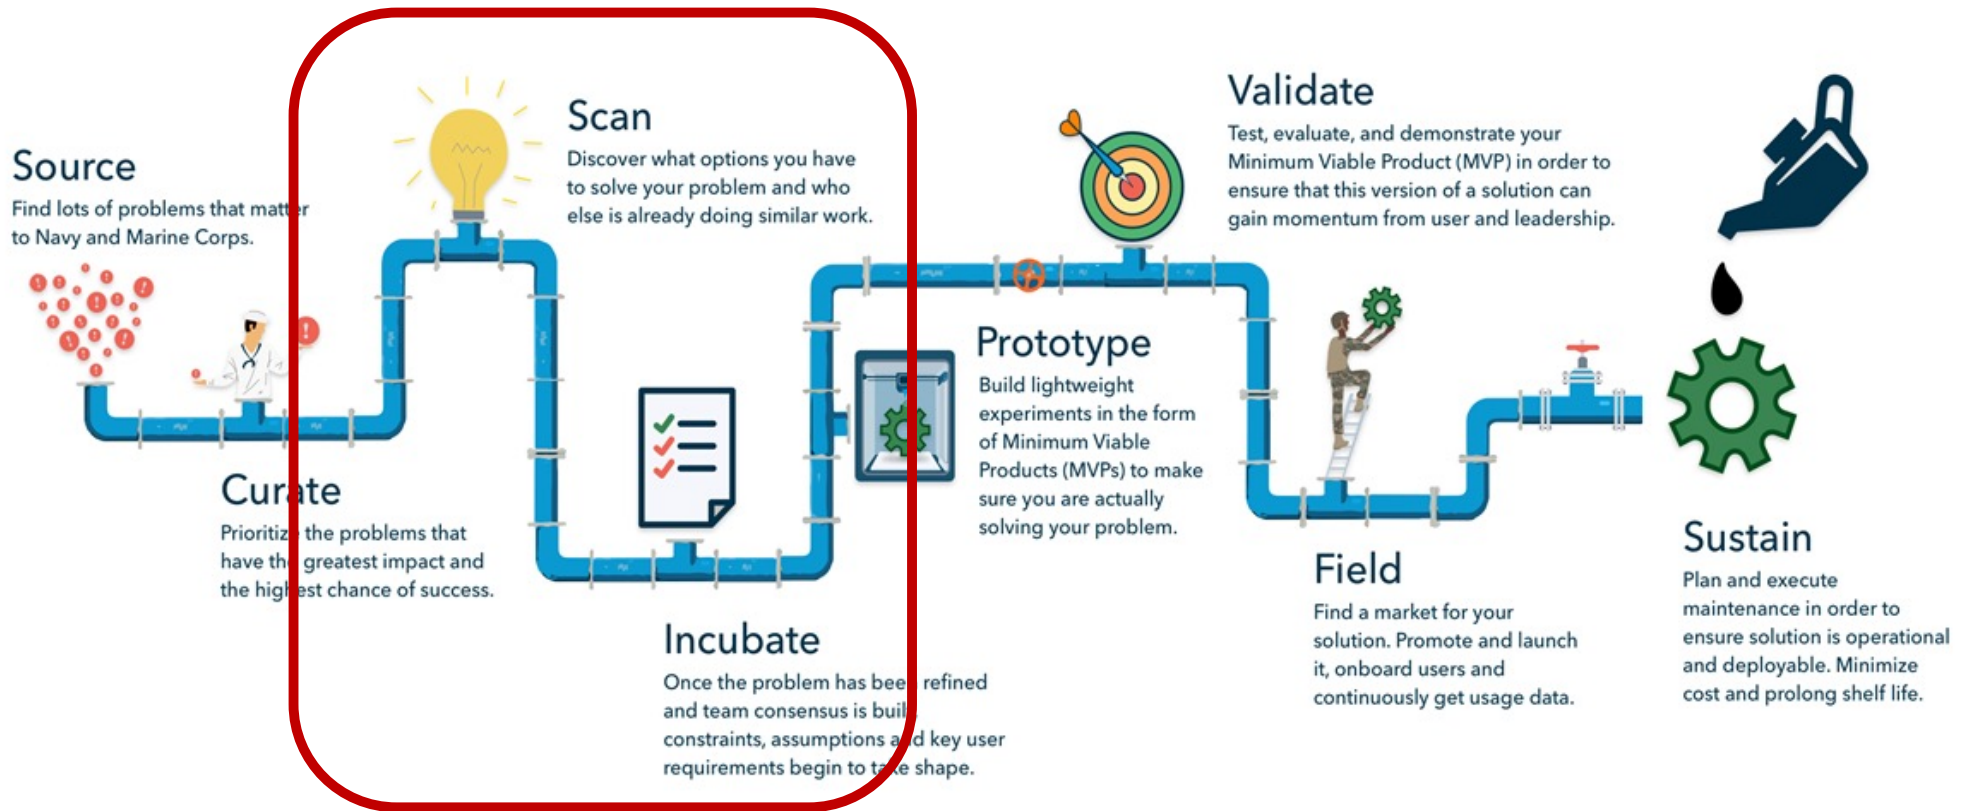 Source
Find lots of problems that matter
to Navy and Marine Corps.
Curate
Prioritize the problems that
have the greatest impact and
the highest chance of success.
Scan
Discover what options you have
to solve your problem and who
else is already doing similar work.
Incubate
Once the problem has been refined
and team consensus is built
constraints, assumptions and key user
requirements begin to take shape.
Prototype
Build lightweight
experiments in the form
of Minimum Viable
Products (MVPs) to make
sure you are actually
solving your problem.
Validate
Test, evaluate, and demonstrate your
Minimum Viable Product (MVP) in order to
ensure that this version of a solution can
gain momentum from user and leadership.
Field
Find a market for your
solution. Promote and launch
it, onboard users and
continuously get usage data.
Sustain
Plan and execute
maintenance in order to
ensure solution is operational
and deployable. Minimize
cost and prolong shelf life.